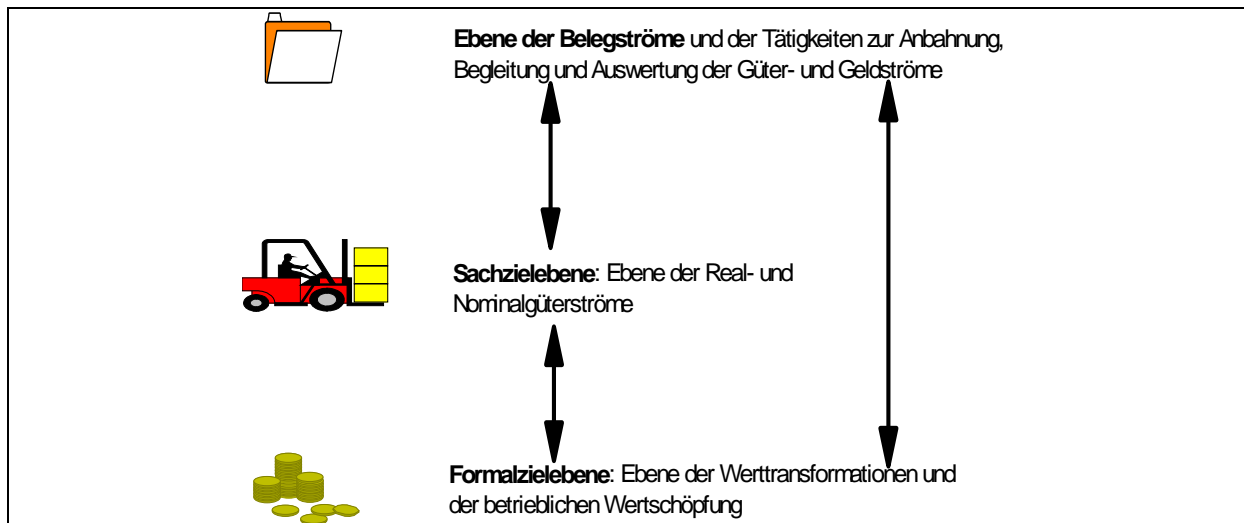 Ebene der Belegströme und der Tätigkeiten zur Anbahnung,
Begleitung und Auswertung der Güter- und Geldströme
Sachzielebene: Ebene der Real- und
Nominalgüterströme
Formalzielebene: Ebene der Werttransformationen und
der betrieblichen Wertschöpfung